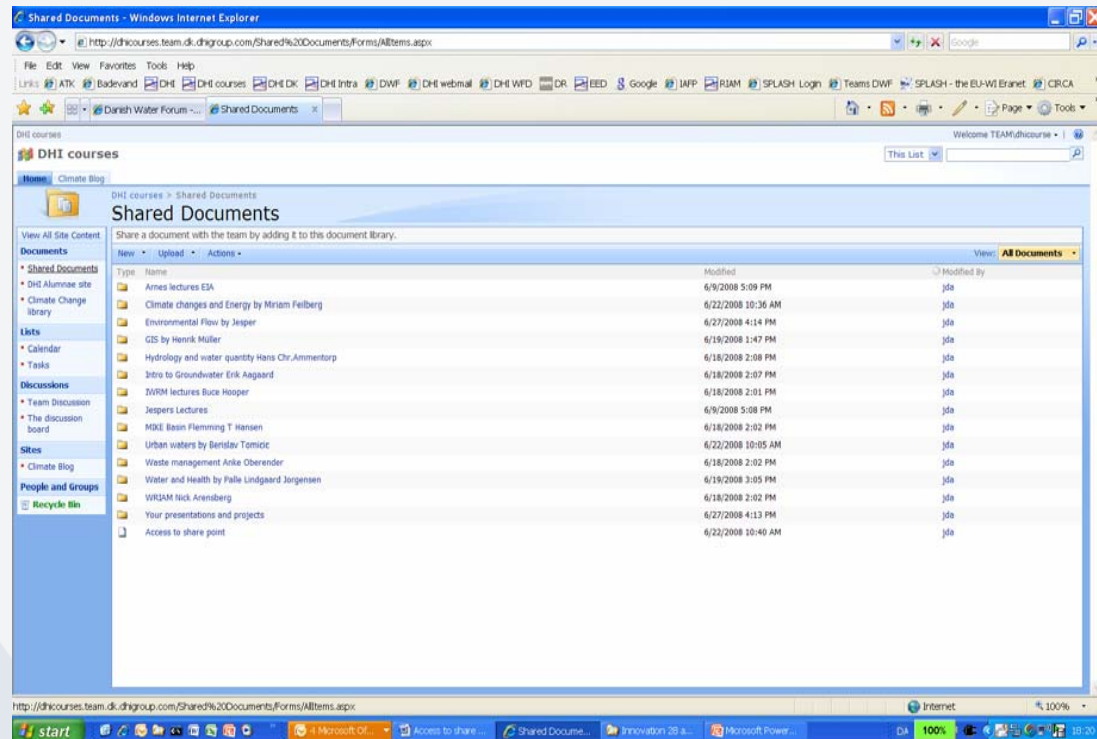 Shared Documents - Windows Internet Explorer
http://dhicourses.team.dk.dhigroup.com/Shared%20Documents/Forms/AllItems.aspx
Google
File Edit View Favorites Tools Help
Links ATK Badevand DHI DHI courses DHI DK DHI Intra DWF DHI webmail DHI WFD DR EED Google IAFP RIAM SPLASH Login Teams DWF SPLASH - the EU-WI Eranet CIRCA
Danish Water Forum -... Shared Documents Page Tools
DHI courses Welcome TEAM\dhicourse
DHI courses This List
Home Climate Blog
DHI courses > Shared Documents
Shared Documents
View All Site Content Share a document with the team by adding it to this document library.
Documents New Upload Actions View: All Documents
Shared Documents
DHI Alumnae site
Climate Change
library
Lists
Calendar
Tasks
Discussions
Team Discussion
The discussion
board
Sites
Climate Blog
People and Groups
Recycle Bin
Type Name Modified Modified By
Arnes lectures EIA 6/9/2008 5:09 PM jda
Climate changes and Energy by Miriam Feilberg 6/22/2008 10:36 AM jda
Environmental Flow by Jesper 6/27/2008 4:14 PM jda
GIS by Henrik Müller 6/19/2008 1:47 PM jda
Hydrology and water quantity Hans Chr.Ammentorp 6/18/2008 2:08 PM jda
Intro to Groundwater Erik Aagaard 6/18/2008 2:07 PM jda
IWRM lectures Buce Hooper 6/18/2008 2:01 PM jda
Jespers Lectures 6/9/2008 5:08 PM jda
MIKE Basin Flemming T Hansen 6/18/2008 2:02 PM jda
Urban waters by Berislav Tomicic 6/22/2008 10:05 AM jda
Waste management Anke Oberender 6/18/2008 2:02 PM jda
Water and Health by Palle Lindgaard Jorgensen 6/19/2008 3:05 PM jda
WRIAM Nick Arensberg 6/18/2008 2:02 PM jda
Your presentations and projects 6/27/2008 4:13 PM jda
Access to share point 6/22/2008 10:40 AM jda
http://dhicourses.team.dk.dhigroup.com/Shared%20Documents/Forms/AllItems.aspx Internet 100%
start 4 Microsoft Of... Access to share ... Shared Docume... Innovation 28 a... Microsoft Power... DA 100% 18:20